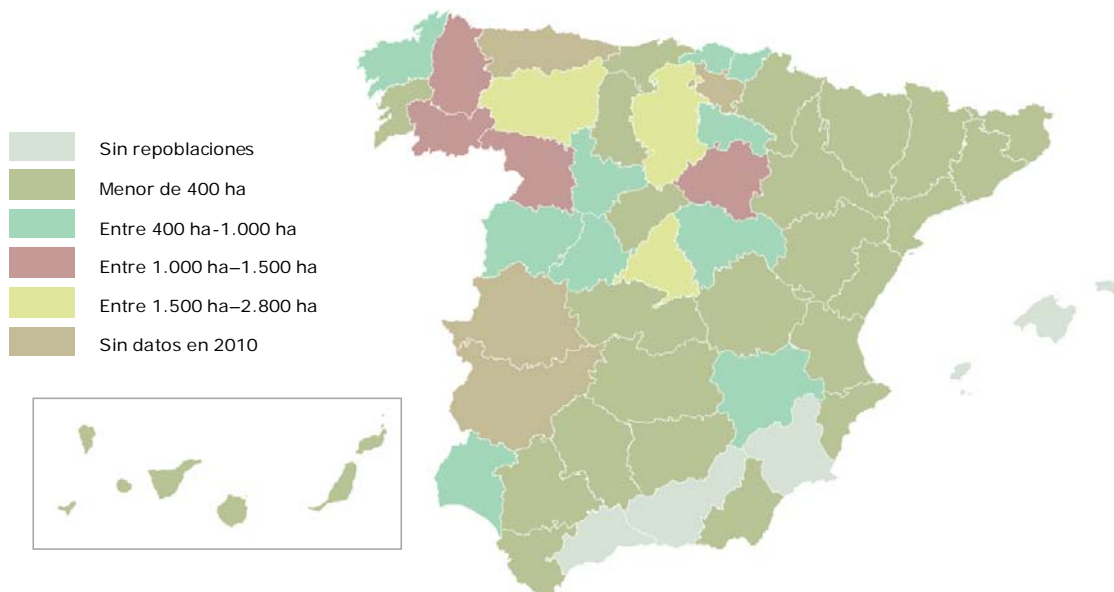 Sin repoblaciones
Menor de 400 ha
Entre 400 ha-1.000 ha
Entre 1.000 ha–1.500 ha
Entre 1.500 ha–2.800 ha
Sin datos en 2010